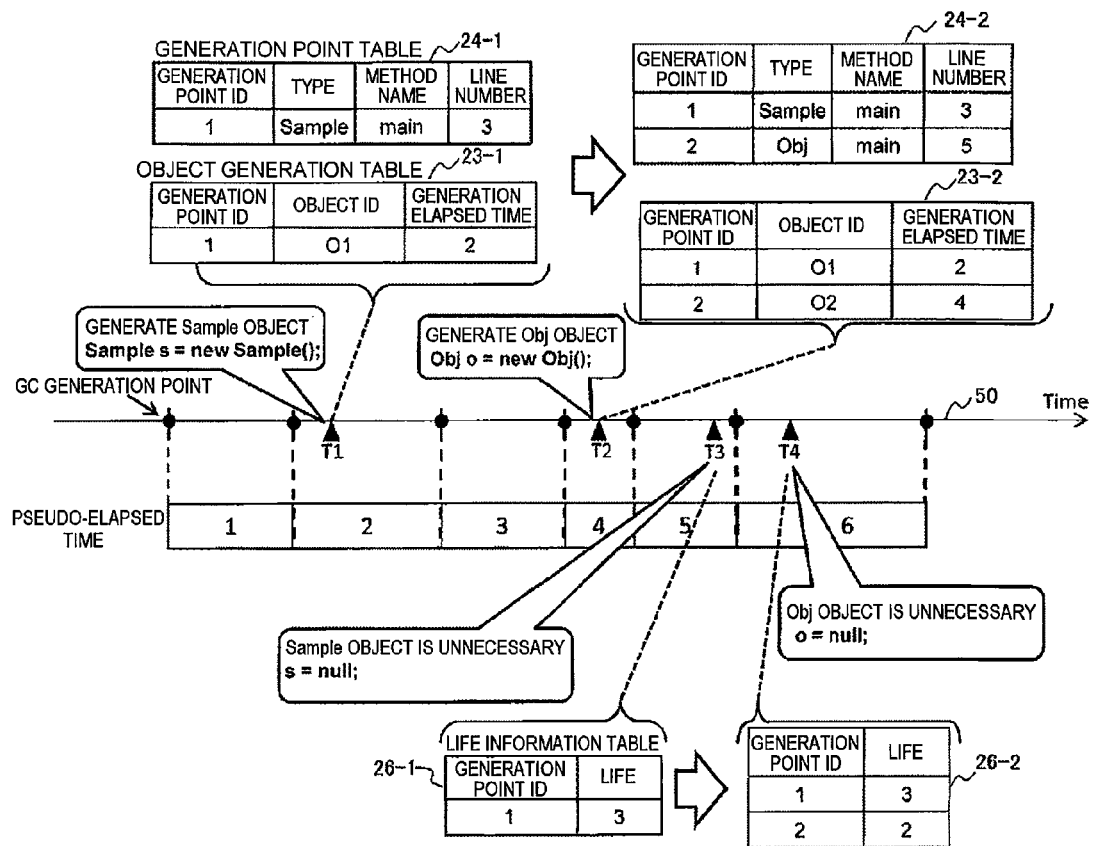 GENERATION POINT TABLE 24-1
GENERATION POINT ID TYPE METHOD NAME LINE NUMBER
1 Sample main 3
OBJECT GENERATION TABLE 23-1
GENERATION POINT ID OBJECT ID GENERATION ELAPSED TIME
1 O1 2
24-2
GENERATION POINT ID TYPE METHOD NAME LINE NUMBER
1 Sample main 3
2 Obj main 5
23-2
GENERATION POINT ID OBJECT ID GENERATION ELAPSED TIME
1 O1 2
2 O2 4
GENERATE Sample OBJECT
Sample s = new Sample();
GENERATE Obj OBJECT
Obj o = new Obj();
GC GENERATION POINT
50
Time
T1 T2 T3 T4
PSEUDO-ELAPSED
TIME
1 2 3 4 5 6
Sample OBJECT IS UNNECESSARY
s = null;
Obj OBJECT IS UNNECESSARY
o = null;
LIFE INFORMATION TABLE
26-1
GENERATION POINT ID LIFE
1 3
GENERATION POINT ID LIFE
26-2
1 3
2 2